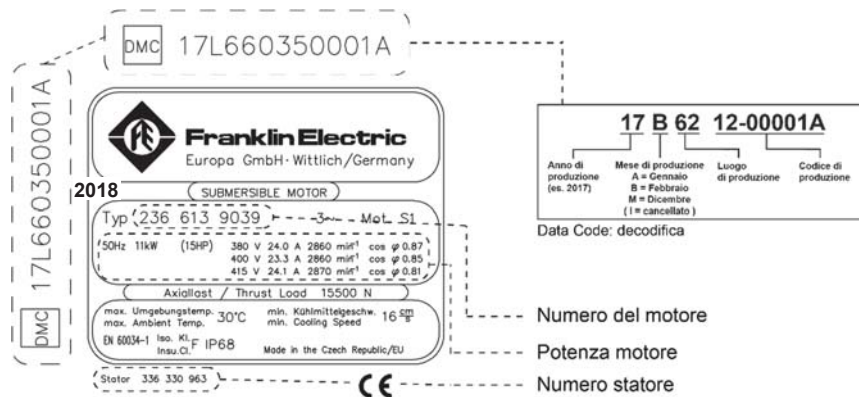 DMC 17L660350001A
DMC 17L660350001A
FE
Franklin Electric
Europa GmbH·Wittlich/Germany
2018
SUBMERSIBLE MOTOR
Typ 236 613 9039 3~ Mot. S1
50Hz 11kW (15HP) 380 V 24.0 A 2860 min⁻¹ cos φ 0.87
400 V 23.3 A 2860 min⁻¹ cos φ 0.85
415 V 24.1 A 2870 min⁻¹ cos φ 0.81
Axiallast / Thrust Load 15500 N
max. Umgebungstemp. 30°C min. Kühlmittelgeschw. 16 cm/s
max. Ambient Temp. min. Cooling Speed
EN 60034-1 Iso. Kl. F IP68 Made in the Czech Republic/EU
Insu.Cl.
Stator 336 330 963
CE
17 B 62 12-00001A
Anno di produzione (es. 2017)
Mese di produzione
A = Gennaio
B = Febbraio
M = Dicembre
( I = cancellato )
Luogo di produzione
Codice di produzione
Data Code: decodifica
Numero del motore
Potenza motore
Numero statore